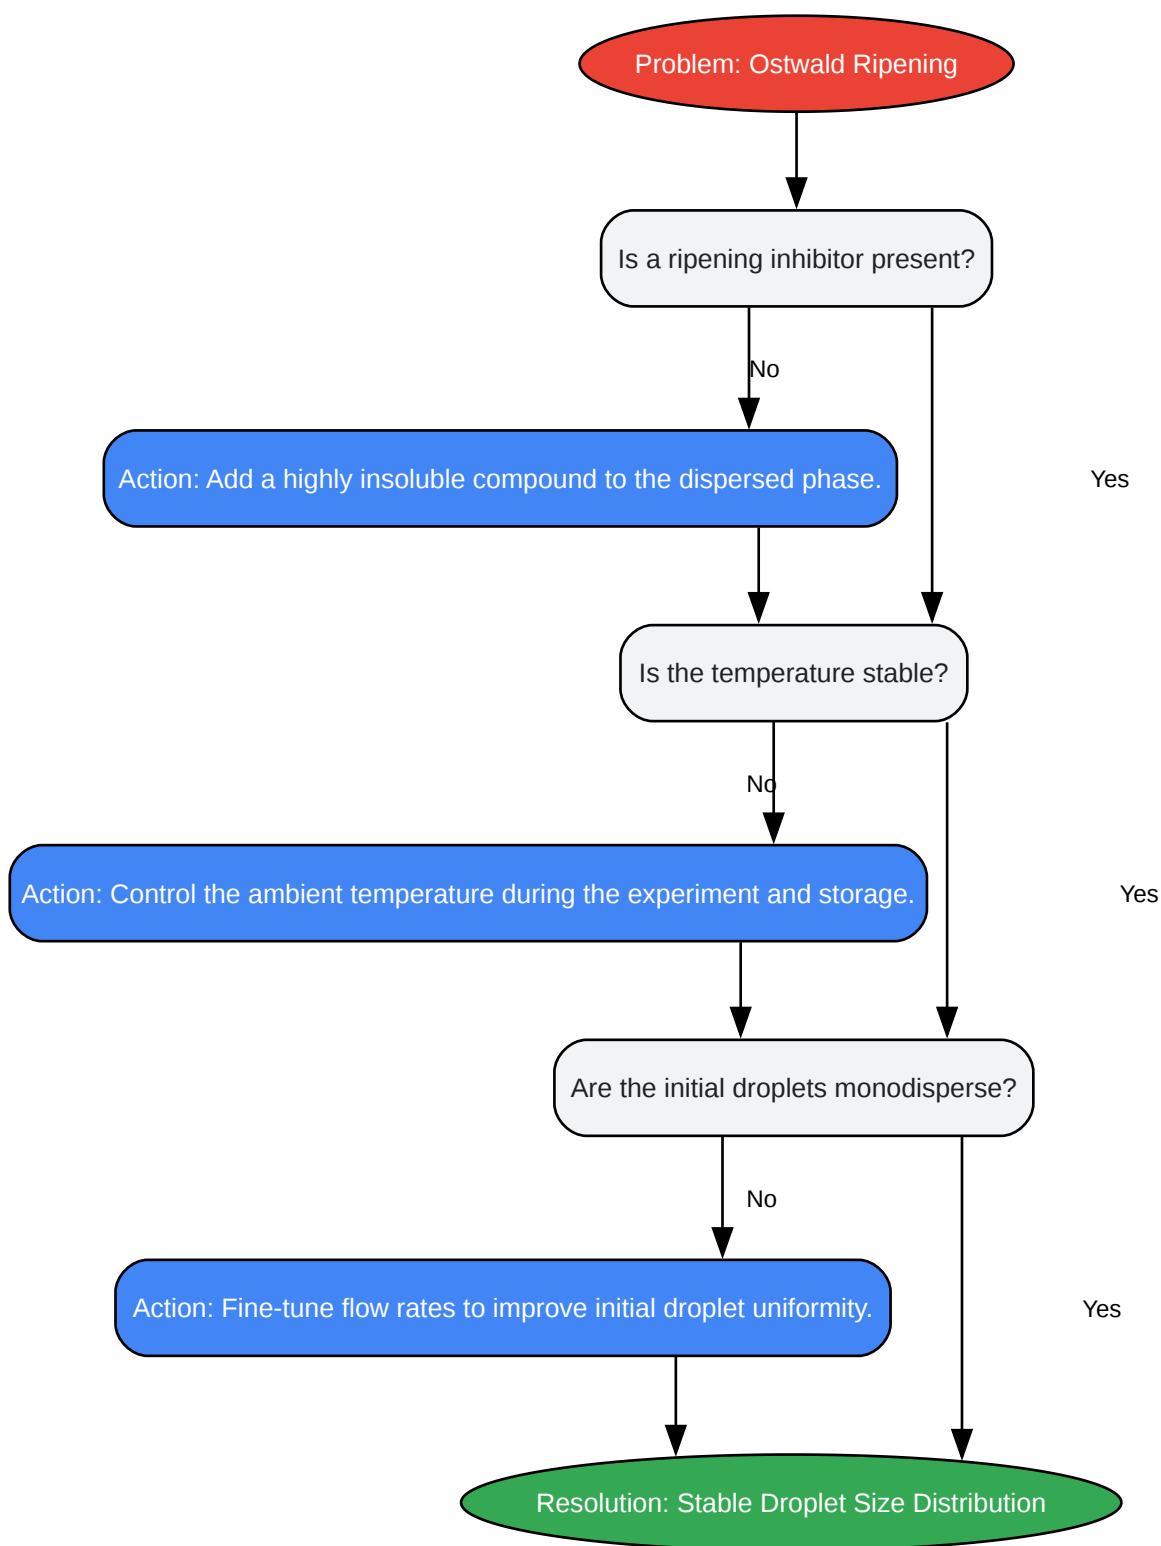 Problem: Ostwald Ripening
Is a ripening inhibitor present?
No
Action: Add a highly insoluble compound to the dispersed phase.
Yes
Is the temperature stable?
No
Action: Control the ambient temperature during the experiment and storage.
Yes
Are the initial droplets monodisperse?
No
Action: Fine-tune flow rates to improve initial droplet uniformity.
Yes
Resolution: Stable Droplet Size Distribution